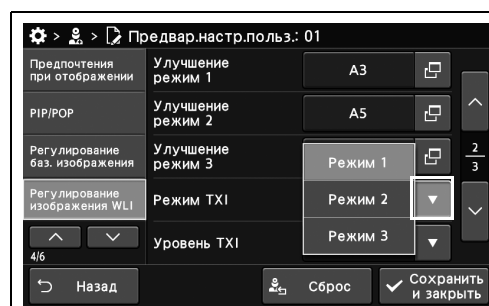 > > Предвар.настр.польз.: 01
Предпочтения
при отображении
PIP/POP
Регулирование
баз. изображения
Регулирование
изображения WLI
4/6
Улучшение
режим 1
A3
Улучшение
режим 2
A5
Улучшение
режим 3
Режим 1
Режим TXI
Режим 2
Уровень TXI
Режим 3
2
3
Назад
Сброс
Сохранить
и закрыть